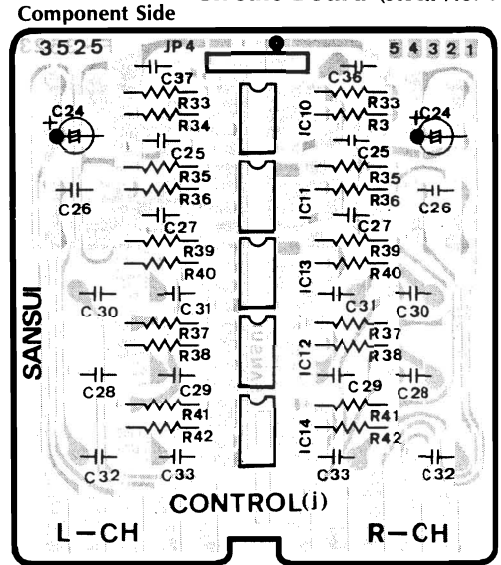 Component Side
3525 JP4 5 4 3 2 1
C37 C36
R33 R33
C24 R34 IC10 R3 C24
C25 C25
R35 R35
C26 R36 IC11 R36 C26
C27 C27
R39 R39
R40 IC13 R40
C30 C31 C31 C30
SANSUI
R37 R37
R38 IC12 R38
C28 C29 C29 C28
R41 R41
R42 IC14 R42
C32 C33 C33 C32
CONTROL(j)
L-CH R-CH